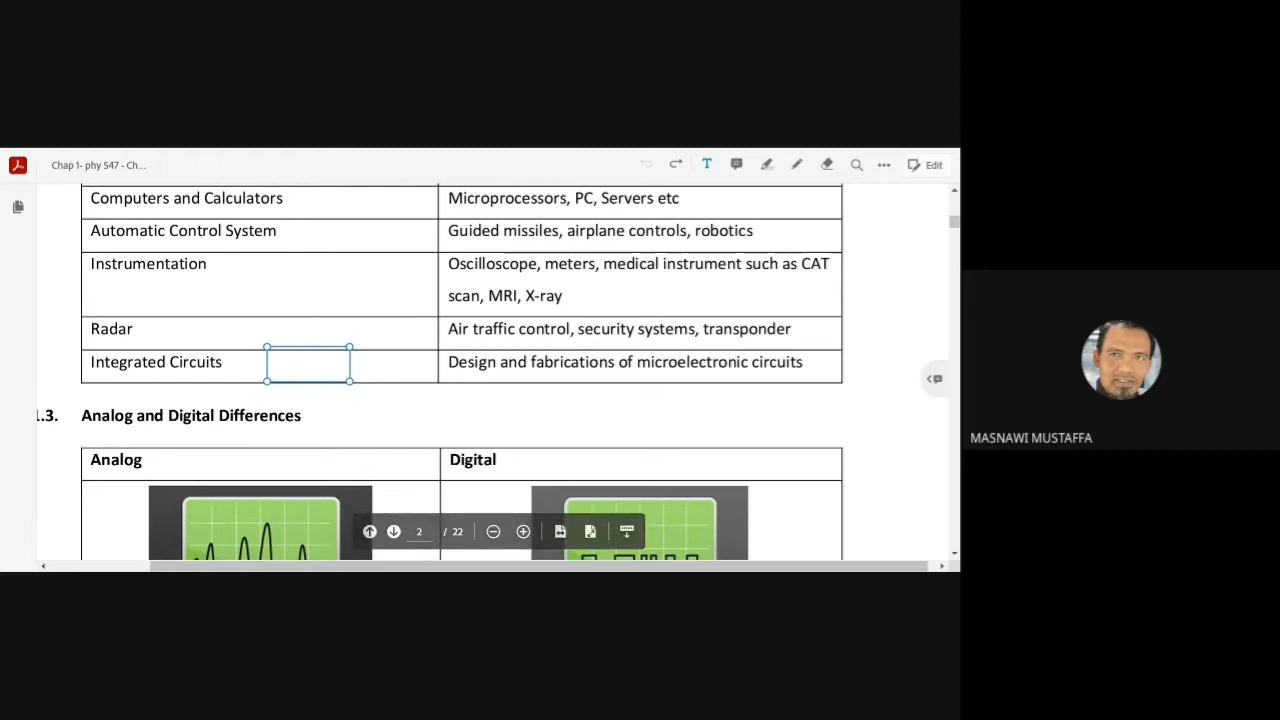 Chap 1- phy 547 - Ch...
Edit
Computers and Calculators
Microprocessors, PC, Servers etc
Automatic Control System
Guided missiles, airplane controls, robotics
Instrumentation
Oscilloscope, meters, medical instrument such as CAT
scan, MRI, X-ray
Radar
Air traffic control, security systems, transponder
Integrated Circuits
Design and fabrications of microelectronic circuits
1.3. Analog and Digital Differences
Analog
Digital
2 / 22
MASNAWI MUSTAFFA